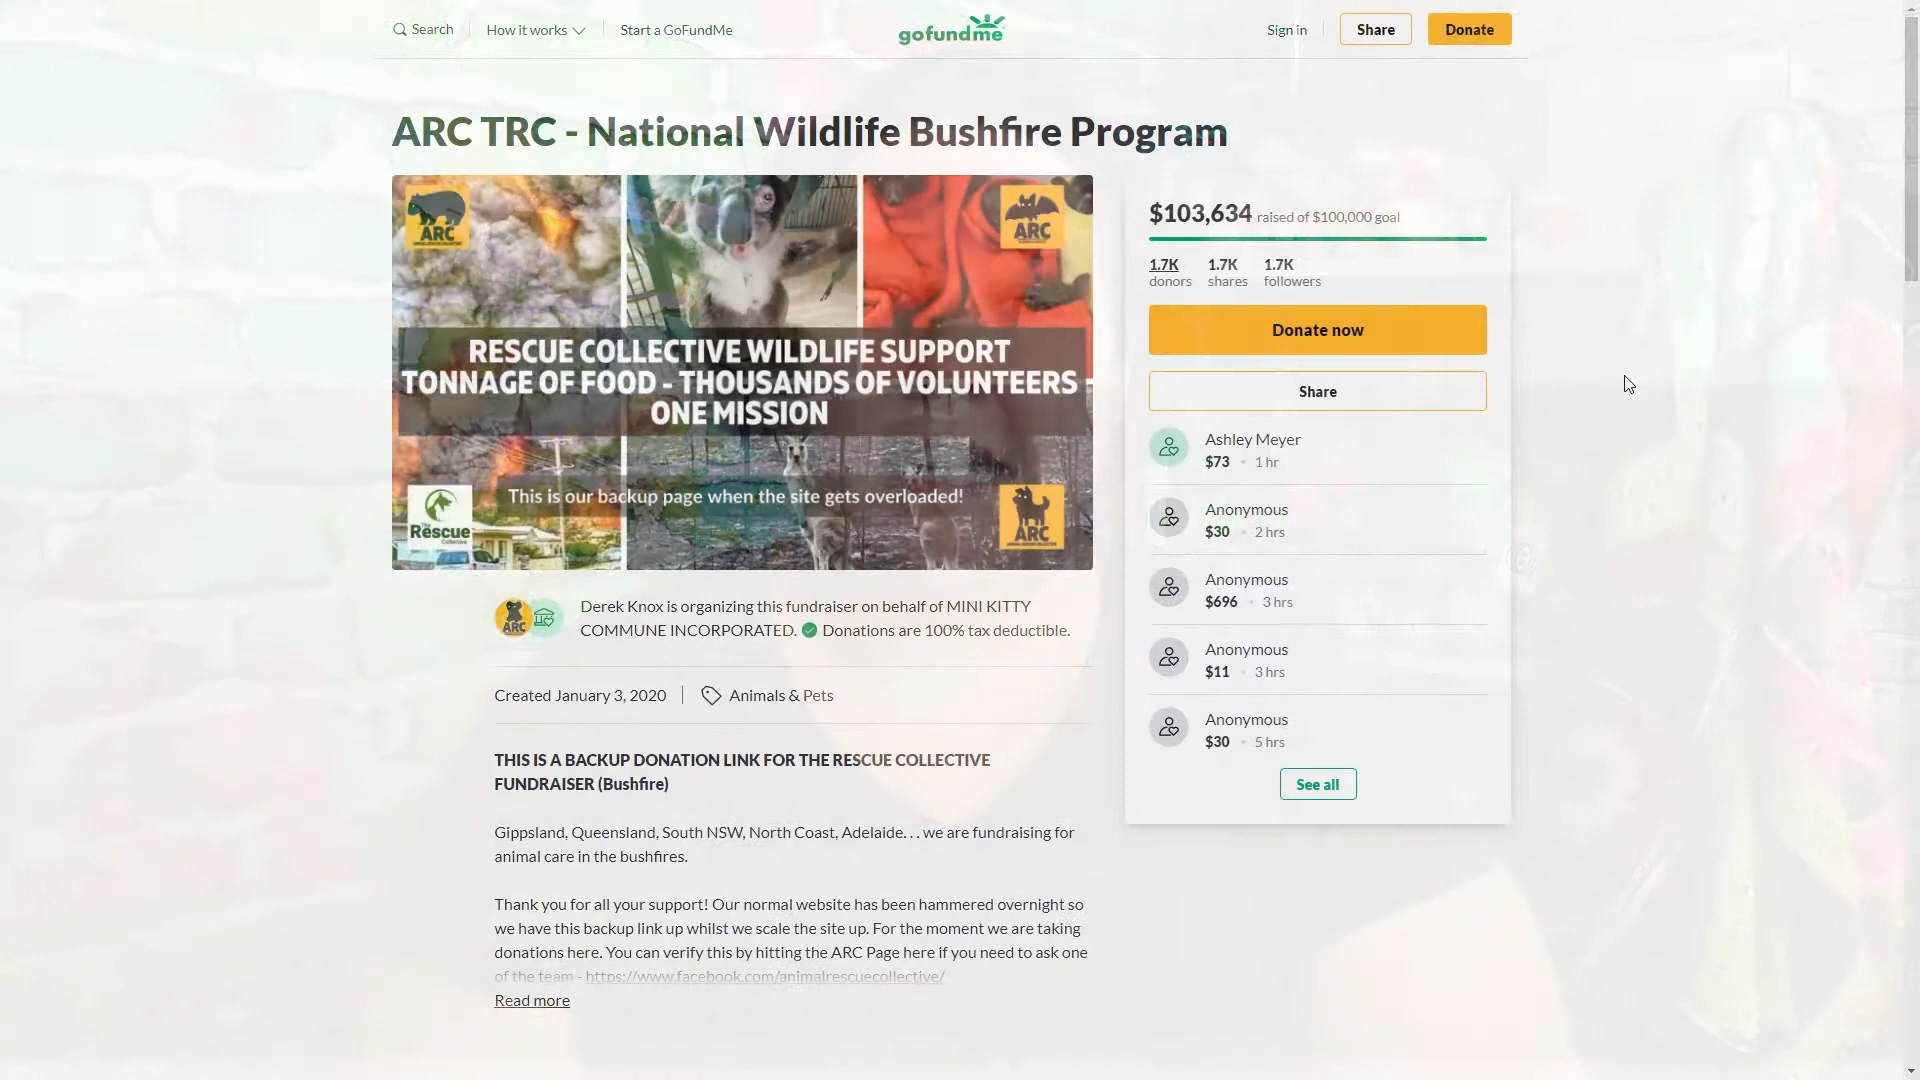 Search
How it works
Start a GoFundMe
gofundme
Sign in
Share
Donate
ARC TRC - National Wildlife Bushfire Program
ARC
ARC
RESCUE COLLECTIVE WILDLIFE SUPPORT
TONNAGE OF FOOD - THOUSANDS OF VOLUNTEERS -
ONE MISSION
This is our backup page when the site gets overloaded!
The
Rescue
ARC
$103,634 raised of $100,000 goal
1.7K 1.7K 1.7K
donors shares followers
Donate now
Share
Ashley Meyer
$73 • 1 hr
Anonymous
$30 • 2 hrs
Anonymous
$696 • 3 hrs
Anonymous
$11 • 3 hrs
Anonymous
$30 • 5 hrs
See all
ARC
Derek Knox is organizing this fundraiser on behalf of MINI KITTY
COMMUNE INCORPORATED. Donations are 100% tax deductible.
Created January 3, 2020 | Animals & Pets
THIS IS A BACKUP DONATION LINK FOR THE RESCUE COLLECTIVE
FUNDRAISER (Bushfire)
Gippsland, Queensland, South NSW, North Coast, Adelaide. . . we are fundraising for
animal care in the bushfires.
Thank you for all your support! Our normal website has been hammered overnight so
we have this backup link up whilst we scale the site up. For the moment we are taking
donations here. You can verify this by hitting the ARC Page here if you need to ask one
of the team - https://www.facebook.com/animalrescuecollective/
Read more